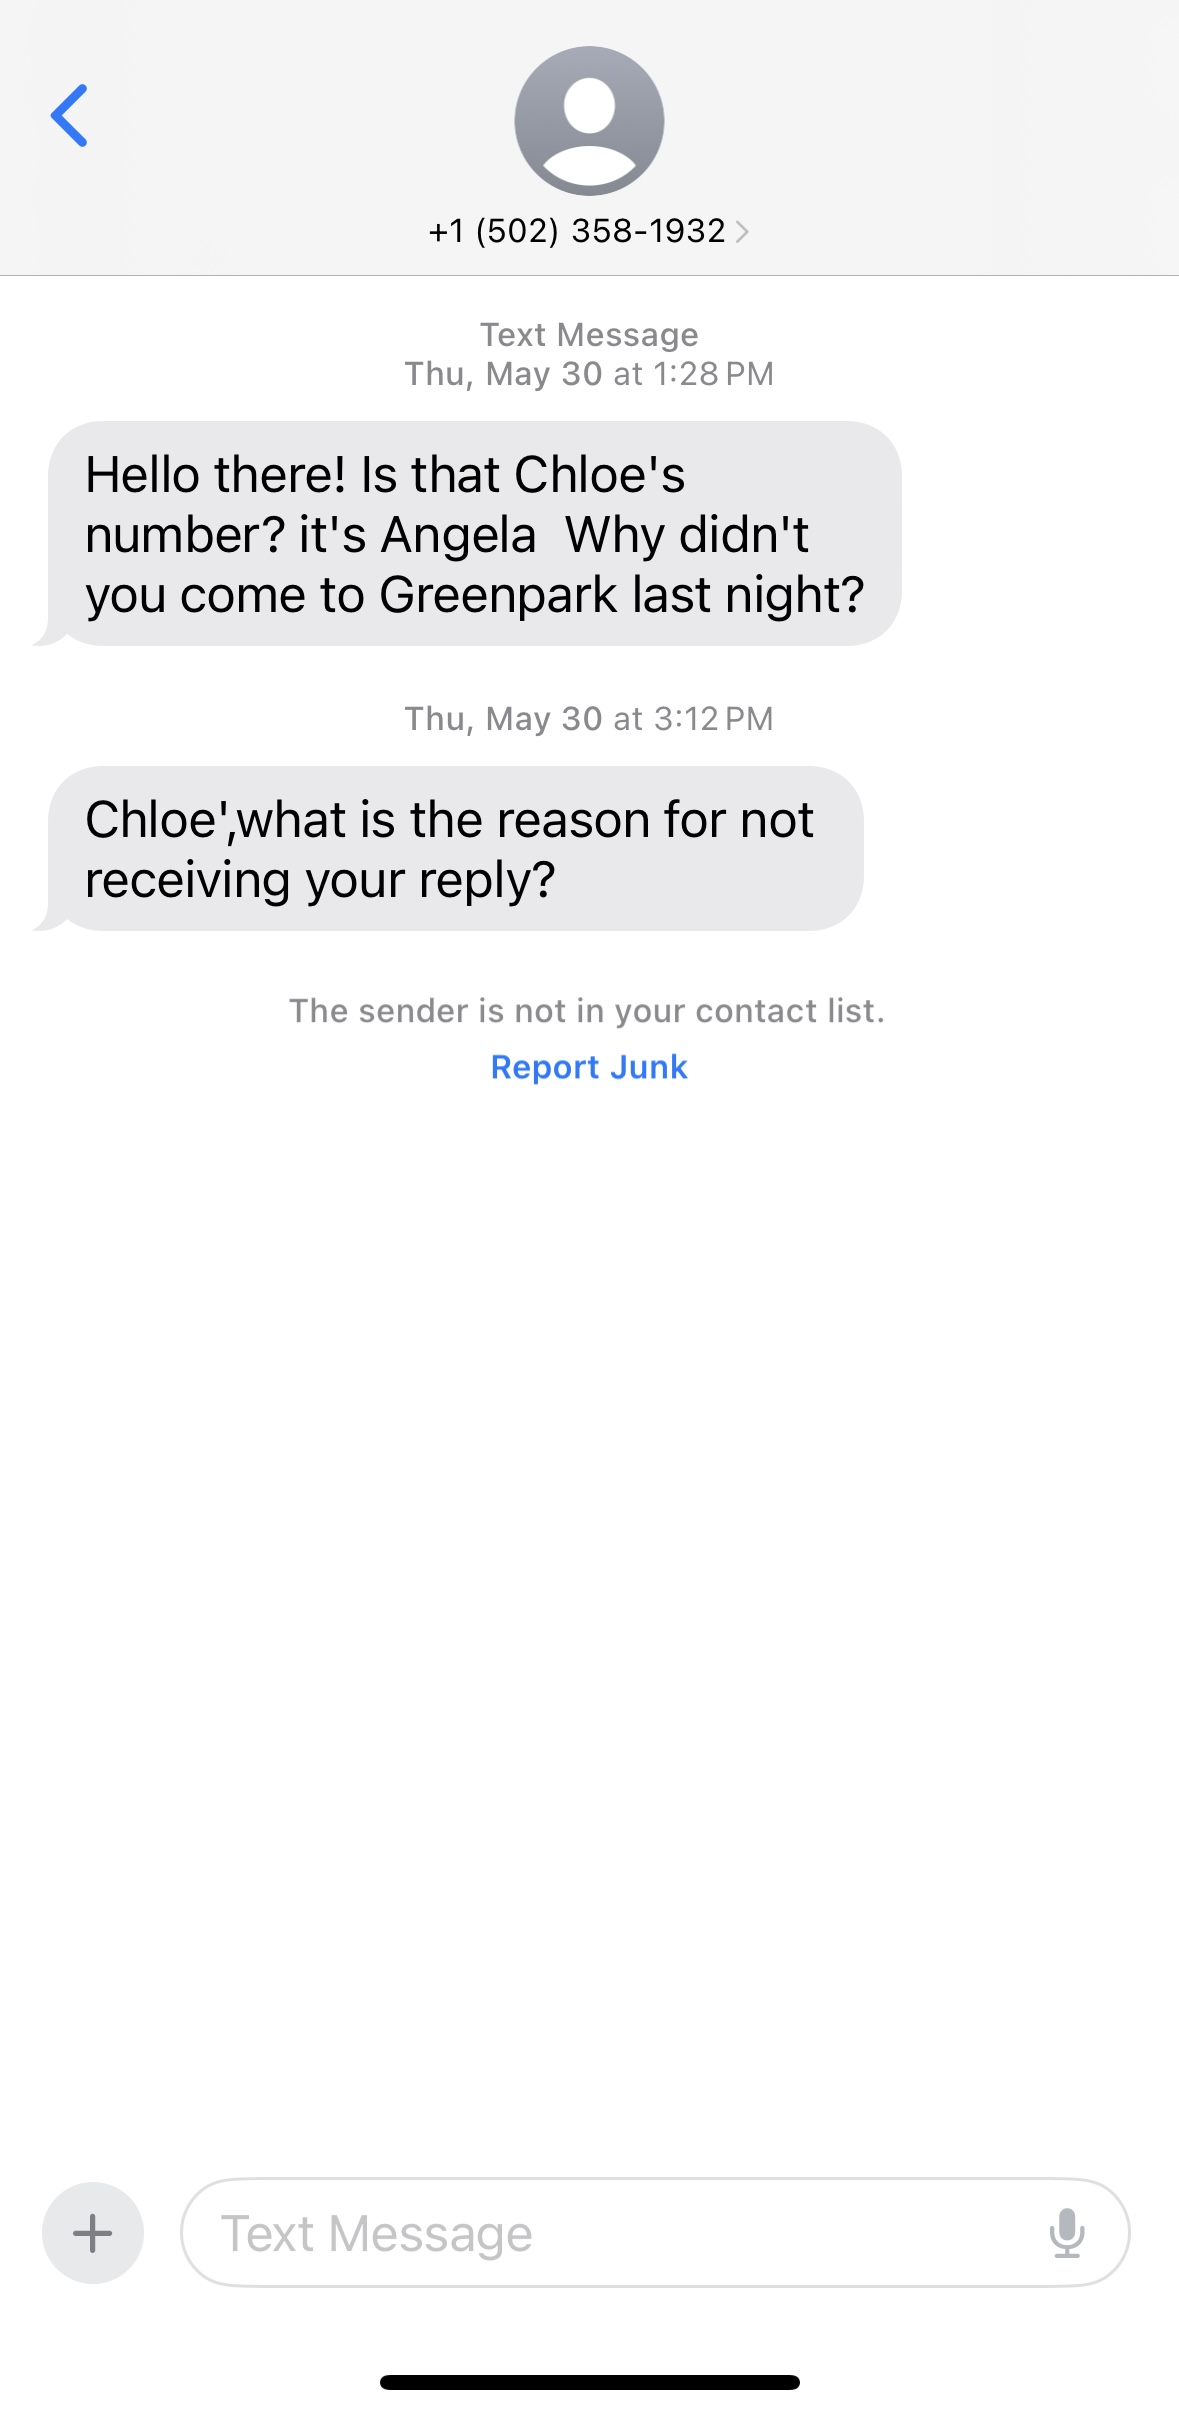 +1 (502) 358-1932
Text Message
Thu, May 30 at 1:28 PM
Hello there! Is that Chloe's
number? it's Angela  Why didn't
you come to Greenpark last night?
Thu, May 30 at 3:12 PM
Chloe',what is the reason for not
receiving your reply?
The sender is not in your contact list.
Report Junk
Text Message